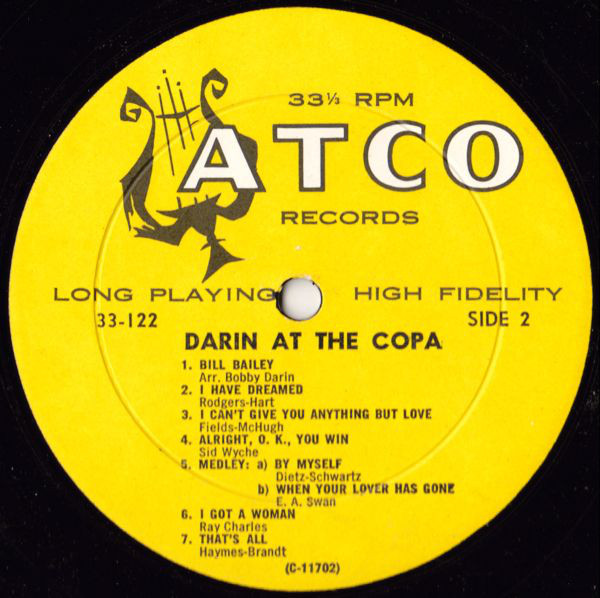 33⅓ RPM
ATCO
RECORDS
LONG PLAYING HIGH FIDELITY
33-122 SIDE 2
DARIN AT THE COPA
1. BILL BAILEY
Arr. Bobby Darin
2. I HAVE DREAMED
Rodgers-Hart
3. I CAN'T GIVE YOU ANYTHING BUT LOVE
Fields-McHugh
4. ALRIGHT, O. K., YOU WIN
Sid Wyche
5. MEDLEY: a) BY MYSELF
Dietz-Schwartz
b) WHEN YOUR LOVER HAS GONE
E. A. Swan
6. I GOT A WOMAN
Ray Charles
7. THAT'S ALL
Haymes-Brandt
(C-11702)